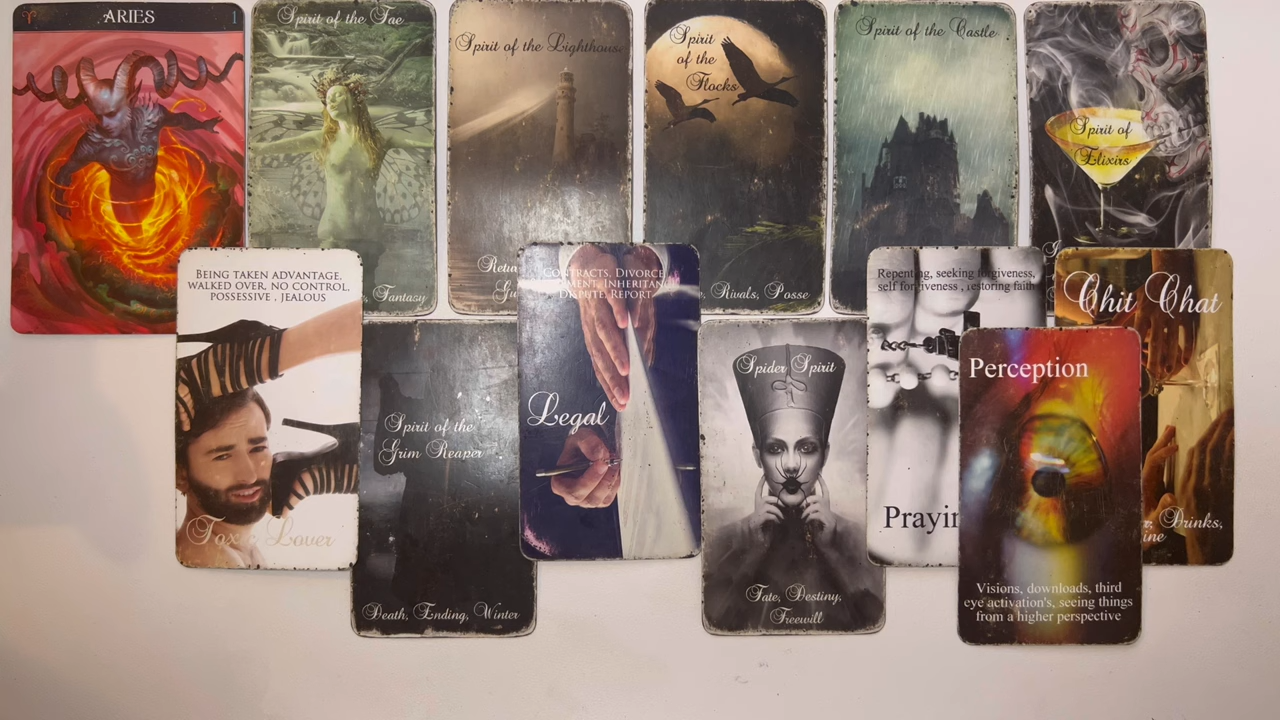 ARIES
1
Spirit of the Fae
, Fantasy
Spirit of the Lighthouse
Spirit
of the
Flocks
, Rivals, Posse
Spirit of the Castle
Spirit of
Elixirs
BEING TAKEN ADVANTAGE,
WALKED OVER, NO CONTROL,
POSSESSIVE , JEALOUS
Toxic Lover
Spirit of the
Grim Reaper
Death, Ending, Winter
CONTRACTS, DIVORCE
Legal
Spider Spirit
Fate, Destiny,
Freewill
Repenting, seeking forgiveness,
self forgiveness , restoring faith
Prayin
Perception
Visions, downloads, third
eye activation's, seeing things
from a higher perspective
Chit Chat
Drinks,